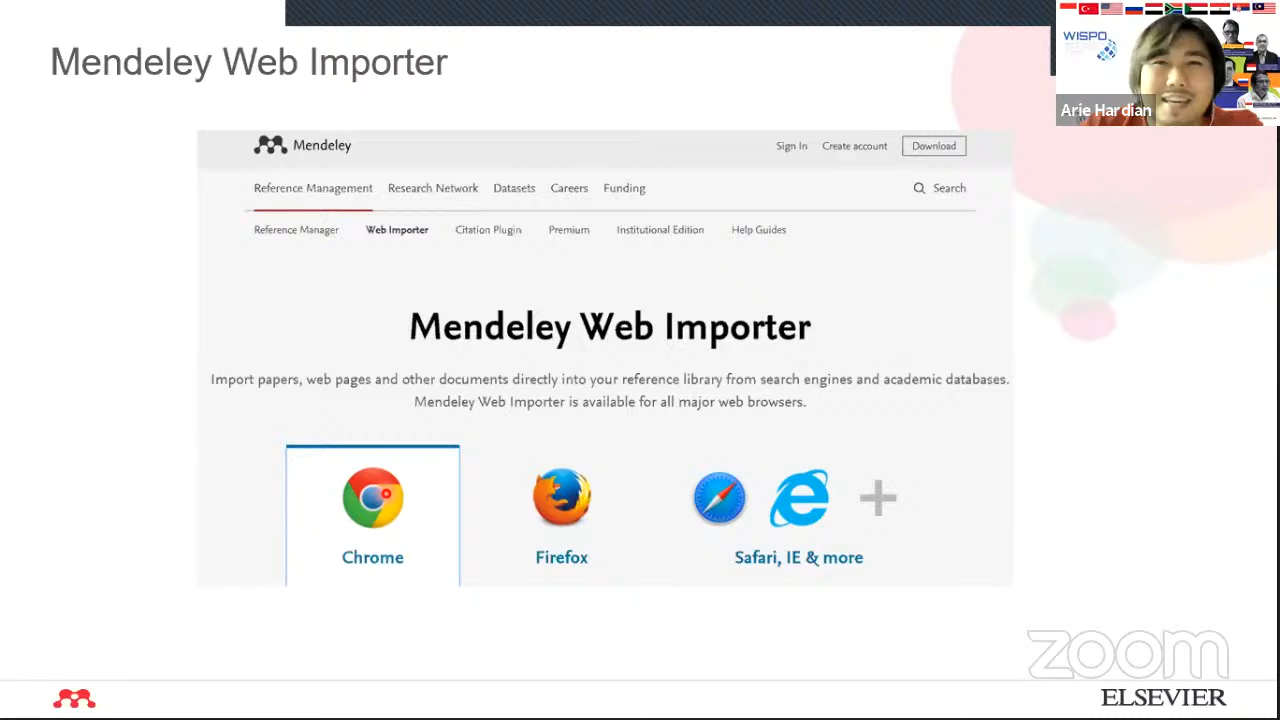 Mendeley Web Importer
WISPO
Arie Hardian
Mendeley
Sign In Create account Download
Reference Management Research Network Datasets Careers Funding Search
Reference Manager Web Importer Citation Plugin Premium Institutional Edition Help Guides
Mendeley Web Importer
Import papers, web pages and other documents directly into your reference library from search engines and academic databases.
Mendeley Web Importer is available for all major web browsers.
Chrome Firefox Safari, IE & more
zoom
ELSEVIER